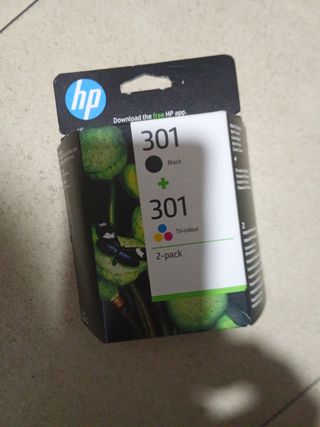 hp
Download the free HP app.
301
Black
+
301
Tri-colour
2-pack